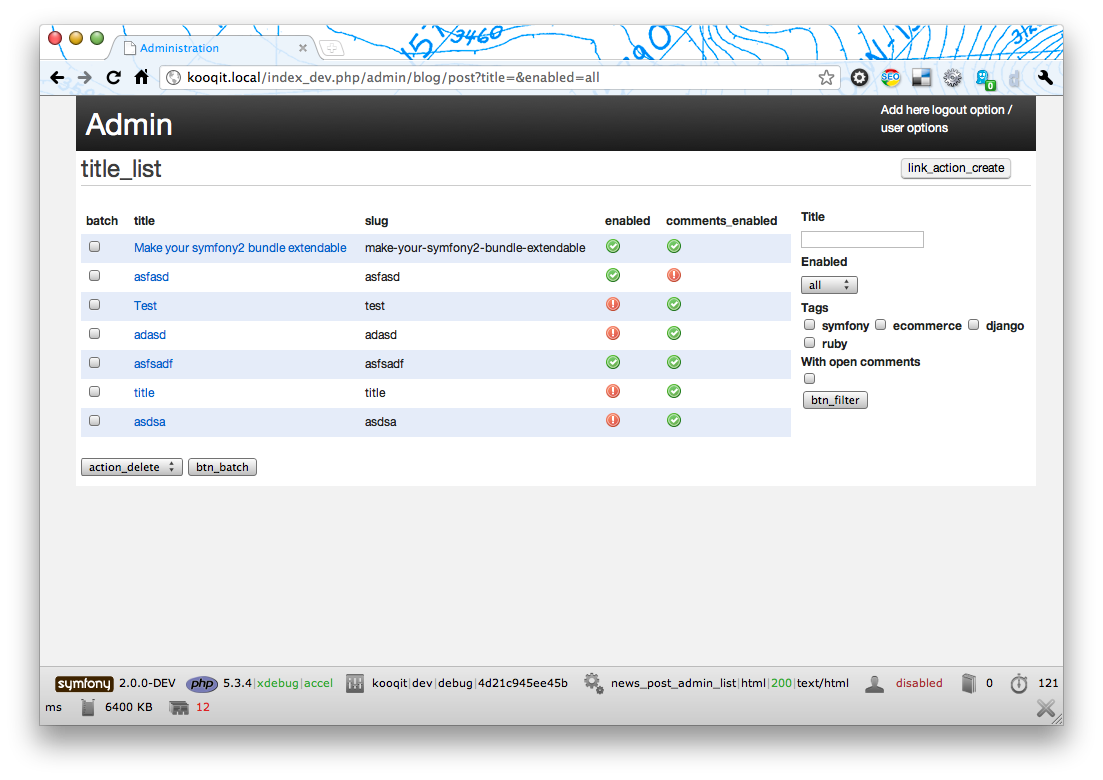 Administration
kooqit.local/index_dev.php/admin/blog/post?title=&enabled=all
SEO
0
Admin
Add here logout option /
user options
title_list
link_action_create
batch title slug enabled comments_enabled
Make your symfony2 bundle extendable make-your-symfony2-bundle-extendable
asfasd asfasd
Test test
adasd adasd
asfsadf asfsadf
title title
asdsa asdsa
Title
Enabled
all
Tags
symfony ecommerce django
ruby
With open comments
btn_filter
action_delete btn_batch
symfony 2.0.0-DEV php 5.3.4|xdebug|accel kooqit|dev|debug|4d21c945ee45b news_post_admin_list|html|200|text/html disabled 0 121
ms 6400 KB 12